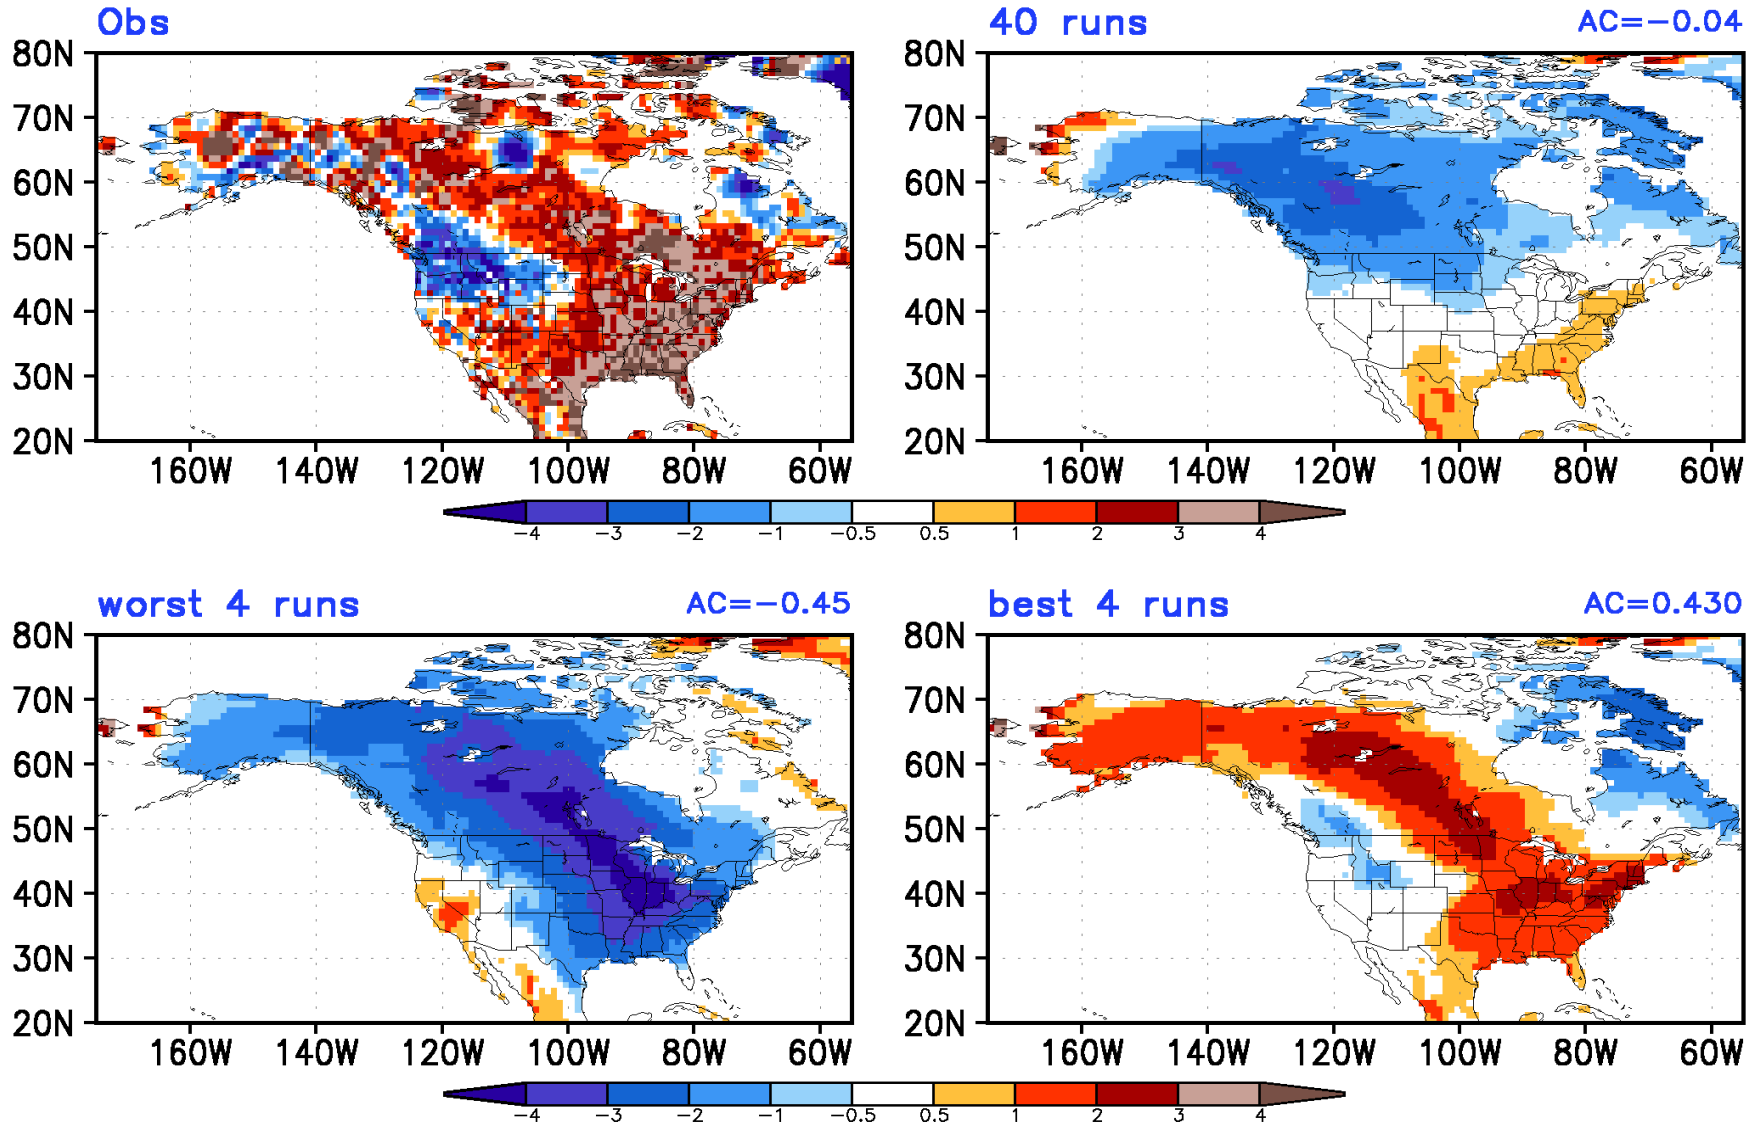 Obs
40 runs AC=−0.04
80N 80N
70N 70N
60N 60N
50N 50N
40N 40N
30N 30N
20N 20N
160W 140W 120W 100W 80W 60W 160W 140W 120W 100W 80W 60W
−4 −3 −2 −1 −0.5 0.5 1 2 3 4
worst 4 runs AC=−0.45
best 4 runs AC=0.430
80N 80N
70N 70N
60N 60N
50N 50N
40N 40N
30N 30N
20N 20N
160W 140W 120W 100W 80W 60W 160W 140W 120W 100W 80W 60W
−4 −3 −2 −1 −0.5 0.5 1 2 3 4